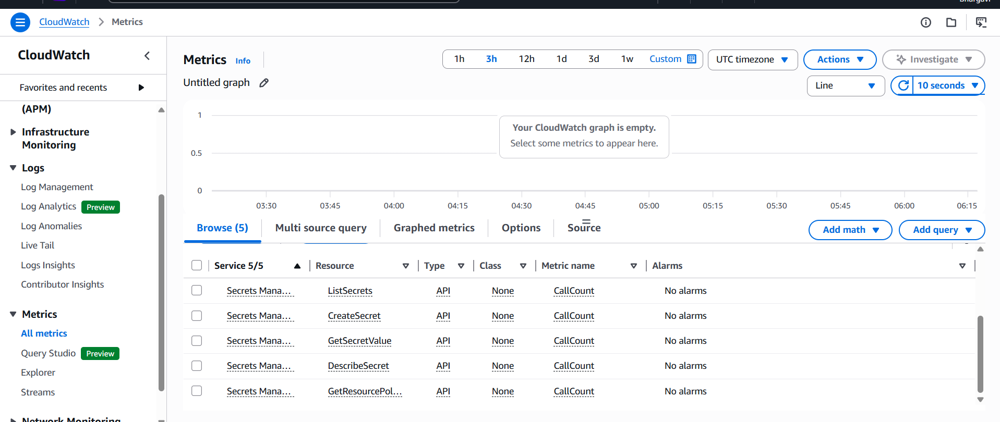 CloudWatch > Metrics
CloudWatch
Favorites and recents
(APM)
Infrastructure
Monitoring
Logs
Log Management
Log Analytics Preview
Log Anomalies
Live Tail
Logs Insights
Contributor Insights
Metrics
All metrics
Query Studio Preview
Explorer
Streams
Network Monitoring
Metrics Info
1h 3h 12h 1d 3d 1w Custom UTC timezone Actions Investigate
Untitled graph
Line 10 seconds
1
0.5
0
Your CloudWatch graph is empty.
Select some metrics to appear here.
03:30 03:45 04:00 04:15 04:30 04:45 05:00 05:15 05:30 05:45 06:00 06:15
Browse (5) Multi source query Graphed metrics Options Source Add math Add query
Service 5/5 Resource Type Class Metric name Alarms
Secrets Mana... ListSecrets API None CallCount No alarms
Secrets Mana... CreateSecret API None CallCount No alarms
Secrets Mana... GetSecretValue API None CallCount No alarms
Secrets Mana... DescribeSecret API None CallCount No alarms
Secrets Mana... GetResourcePol... API None CallCount No alarms